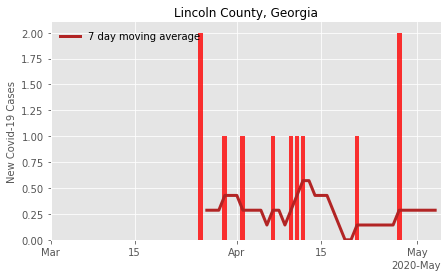 Lincoln County, Georgia
7 day moving average
New Covid-19 Cases
2.00
1.75
1.50
1.25
1.00
0.75
0.50
0.25
0.00
Mar
15
Apr
15
May
2020-May